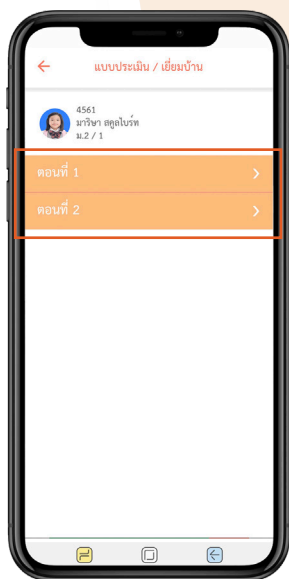 แบบประเมิน / เยี่ยมบ้าน
4561
มาริษา สคูลไบร์ท
ม.2 / 1
ตอนที่ 1
ตอนที่ 2